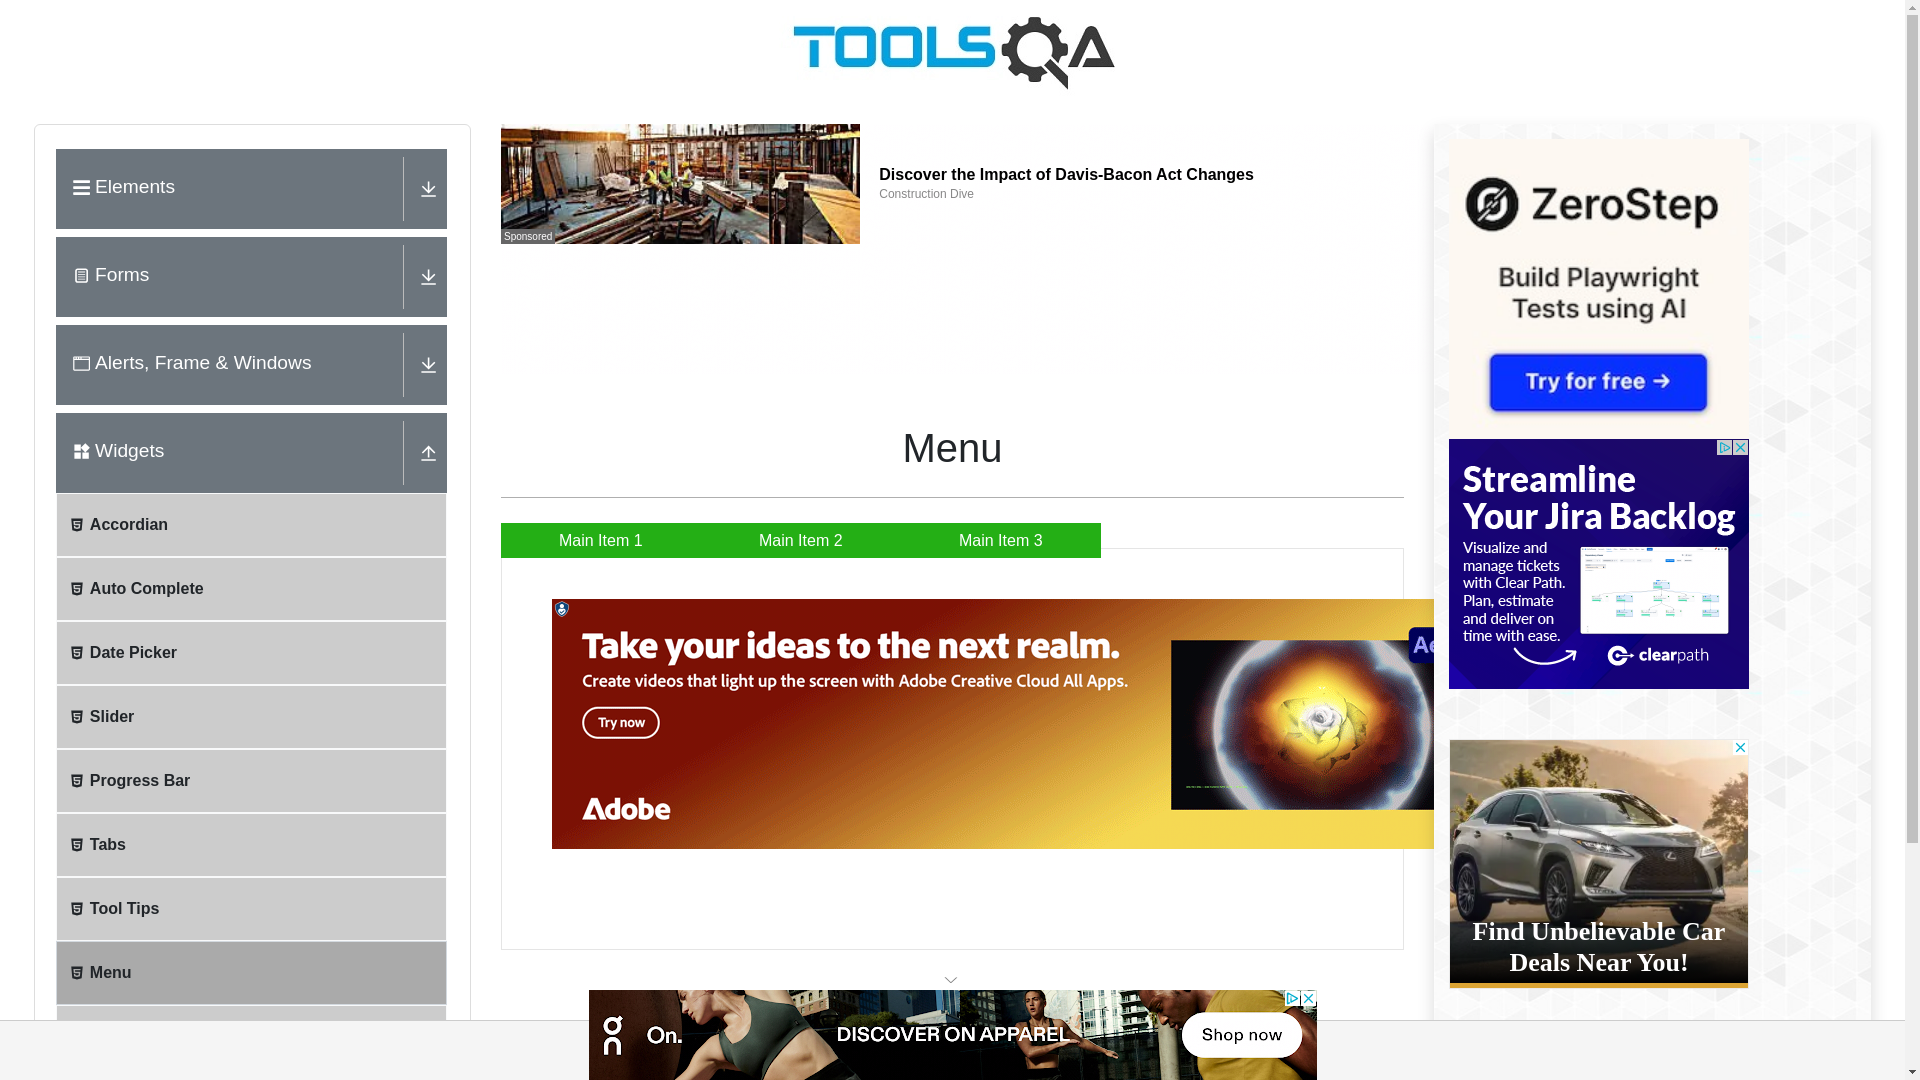 TOOLSQA
Elements
Forms
Alerts, Frame & Windows
Widgets
Accordian
Auto Complete
Date Picker
Slider
Progress Bar
Tabs
Tool Tips
Menu
Sponsored
Discover the Impact of Davis-Bacon Act Changes
Construction Dive
Menu
Main Item 1
Main Item 2
Main Item 3
Take your ideas to the next realm.
Create videos that light up the screen with Adobe Creative Cloud All Apps.
Try now
Adobe
Ae
ZeroStep
Build Playwright
Tests using AI
Try for free →
Streamline
Your Jira Backlog
Visualize and
manage tickets
with Clear Path.
Plan, estimate
and deliver on
time with ease.
clearpath
Find Unbelievable Car
Deals Near You!
On.
DISCOVER ON APPAREL
Shop now